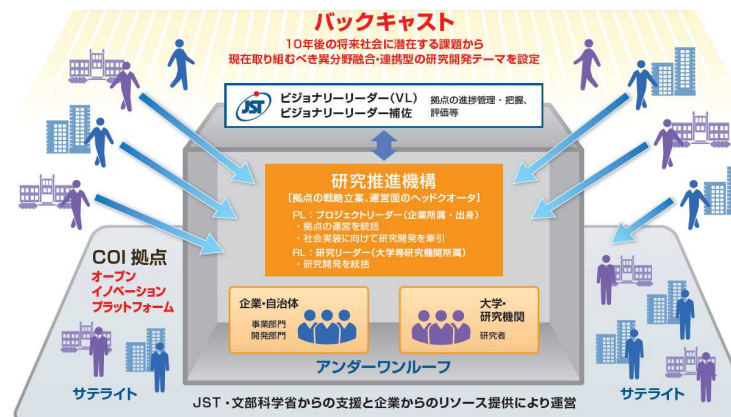 バックキャスト
10年後の将来社会に潜在する課題から
現在取り組むべき異分野融合・連携型の研究開発テーマを設定
JST
ビジョナリーリーダー(VL)
ビジョナリーリーダー補佐
拠点の進捗管理・把握、
評価等
研究推進機構
【拠点の戦略立案、運営面のヘッドクオータ】
PL:プロジェクトリーダー(企業所属・出身)
・拠点の運営を統括
・社会実装に向けて研究開発を牽引
RL:研究リーダー(大学等研究機関所属)
・研究開発を統括
COI 拠点
オープン
イノベーション
プラットフォーム
企業・自治体
事業部門
開発部門
大学・
研究機関
研究者
アンダーワンルーフ
サテライト
サテライト
JST・文部科学省からの支援と企業からのリソース提供により運営